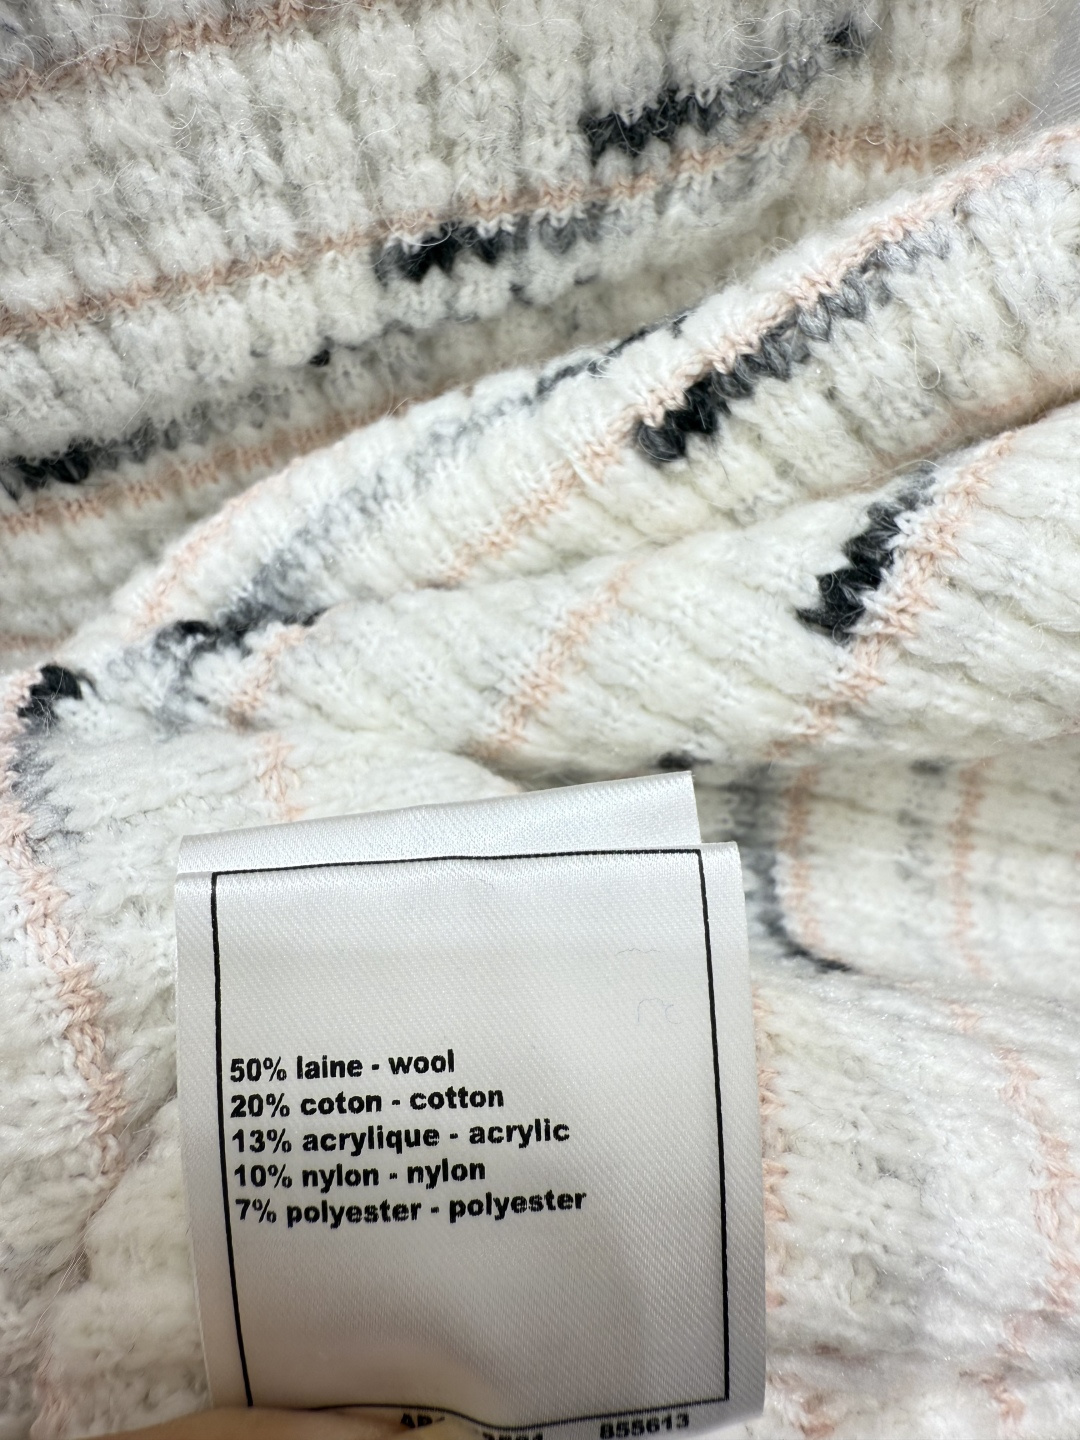 50% laine - wool
20% coton - cotton
13% acrylique - acrylic
10% nylon - nylon
7% polyester - polyester
855613